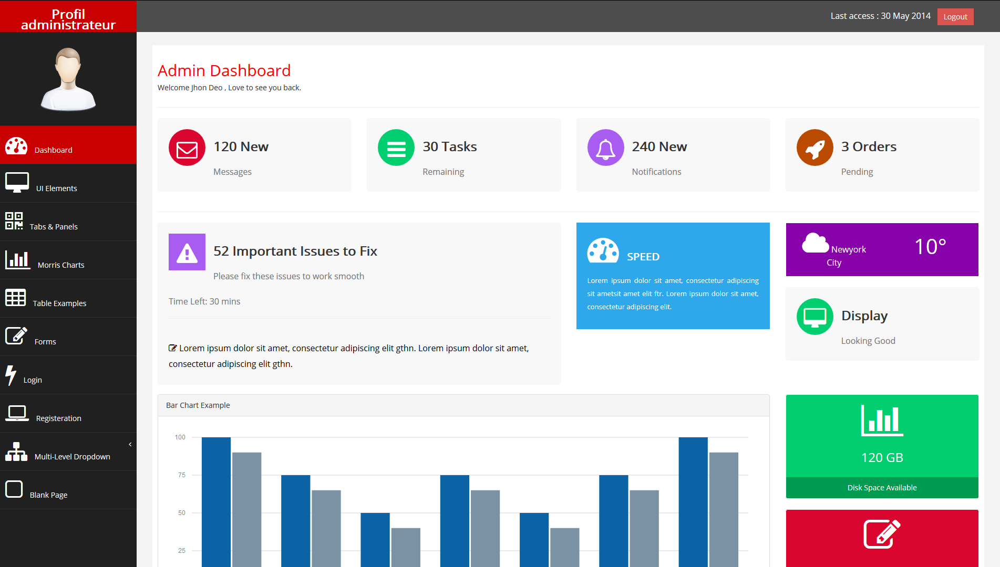 Profil
administrateur
Last access : 30 May 2014
Logout
Dashboard
UI Elements
Tabs & Panels
Morris Charts
Table Examples
Forms
Login
Registeration
Multi-Level Dropdown
Blank Page
Admin Dashboard
Welcome Jhon Deo , Love to see you back.
120 New
Messages
30 Tasks
Remaining
240 New
Notifications
3 Orders
Pending
52 Important Issues to Fix
Please fix these issues to work smooth
Time Left: 30 mins
Lorem ipsum dolor sit amet, consectetur adipiscing elit gthn. Lorem ipsum dolor sit amet,
consectetur adipiscing elit gthn.
SPEED
Lorem ipsum dolor sit amet, consectetur adipiscing
sit ametsit amet elit ftr. Lorem ipsum dolor sit amet,
consectetur adipiscing elit.
Newyork
City
10°
Display
Looking Good
Bar Chart Example
100
75
50
25
120 GB
Disk Space Available